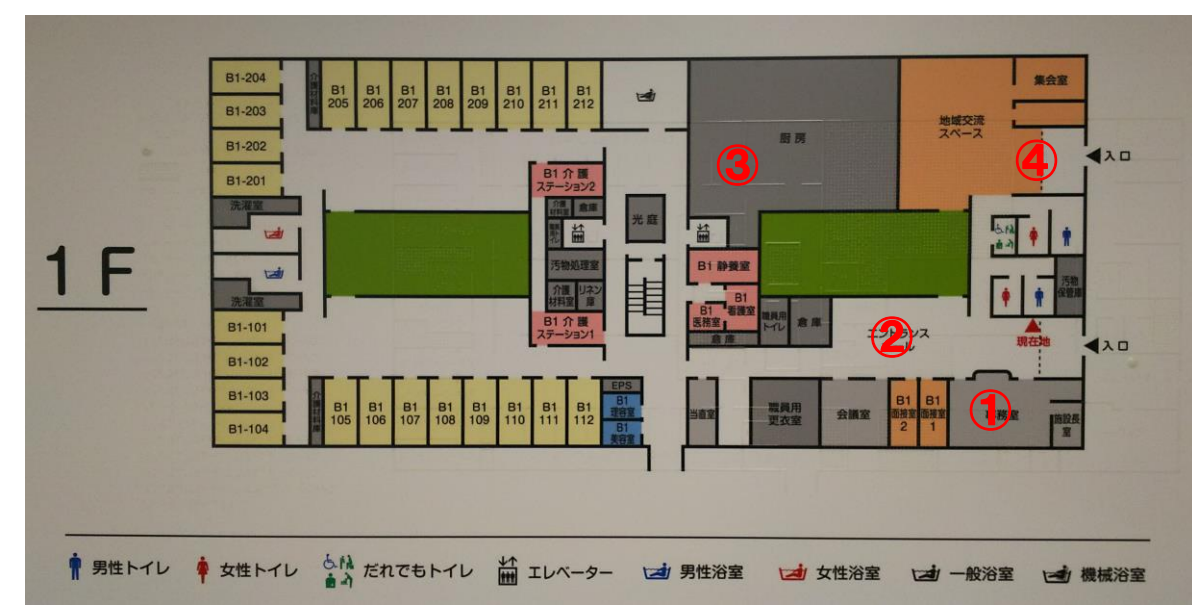 1F
B1-204
B1-203
B1-202
B1-201
洗濯室
洗濯室
B1-101
B1-102
B1-103
B1-104
介護材料庫
B1
205
B1
206
B1
207
B1
208
B1
209
B1
210
B1
211
B1
212
介護材料庫
B1
105
B1
106
B1
107
B1
108
B1
109
B1
110
B1
111
B1
112
B1 介護
ステーション2
介護
材料室
倉庫
職員用
トイレ
汚物処理室
介護
材料室
リネン
庫
B1 介護
ステーション1
EPS
B1
理容室
B1
美容室
光庭
厨房
③
地域交流
スペース
集会室
④
入口
B1 静養室
B1
看護室
B1
医務室
倉庫
職員用
トイレ
倉庫
②
汚物
保管庫
現在地
入口
当直室
職員用
更衣室
会議室
B1
面接室
2
B1
面接室
1
①
施設長
室
男性トイレ
女性トイレ
だれでもトイレ
エレベーター
男性浴室
女性浴室
一般浴室
機械浴室